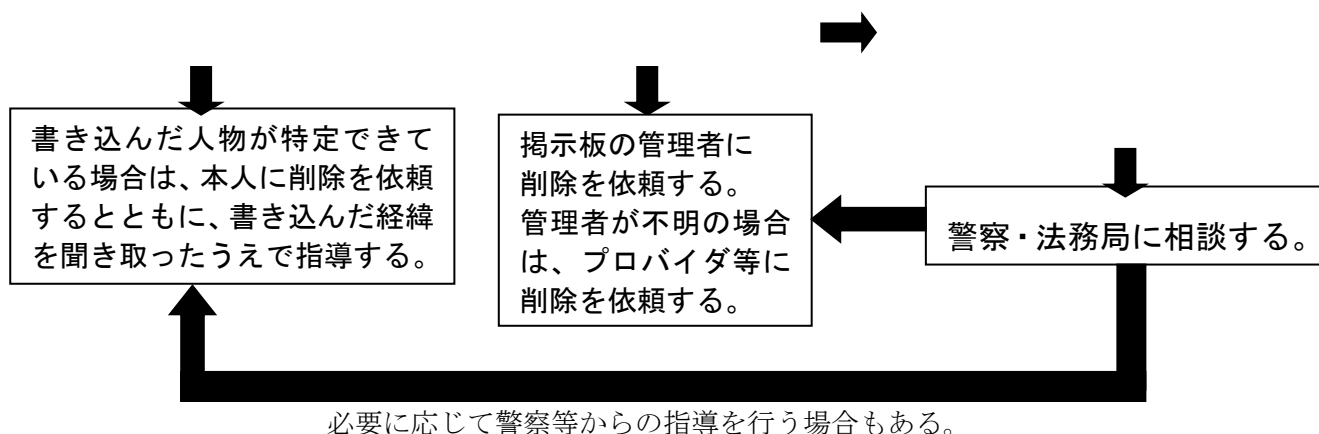 書き込んだ人物が特定できて
いる場合は、本人に削除を依頼
するとともに、書き込んだ経緯
を聞き取ったうえで指導する。
掲示板の管理者に
削除を依頼する。
管理者が不明の場合
は、プロバイダ等に
削除を依頼する。
警察・法務局に相談する。
必要に応じて警察等からの指導を行う場合もある。